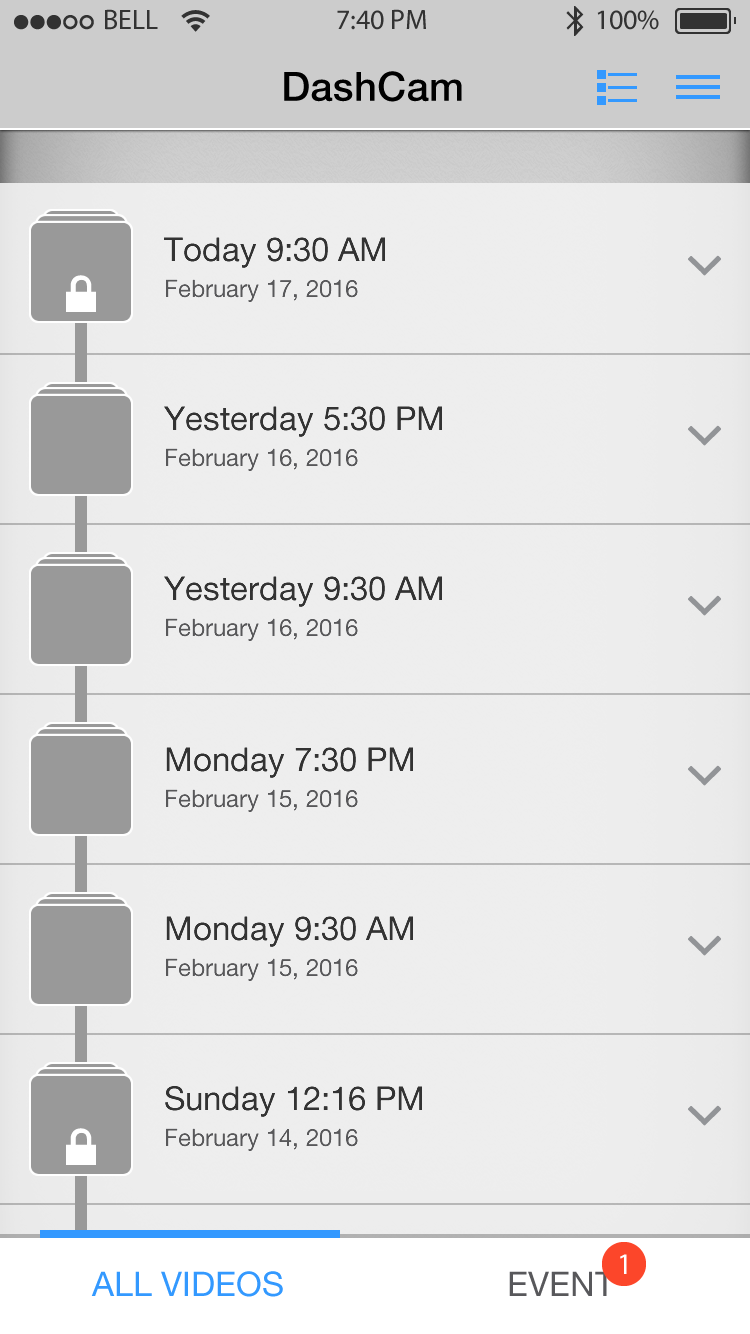 BELL 7:40 PM 100%
DashCam
Today 9:30 AM
February 17, 2016
Yesterday 5:30 PM
February 16, 2016
Yesterday 9:30 AM
February 16, 2016
Monday 7:30 PM
February 15, 2016
Monday 9:30 AM
February 15, 2016
Sunday 12:16 PM
February 14, 2016
ALL VIDEOS EVENT 1